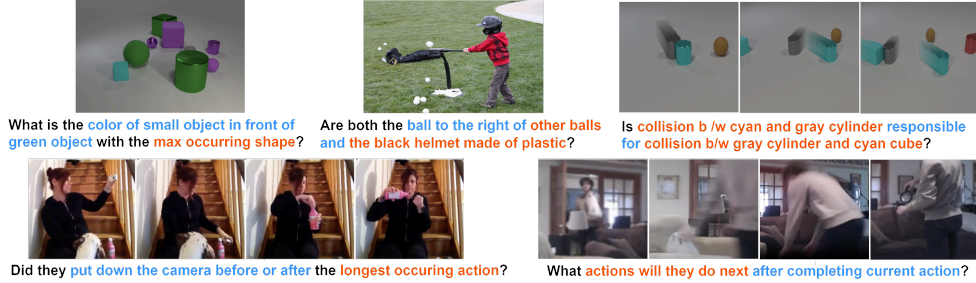 What is the color of small object in front of
green object with the max occurring shape?
Are both the ball to the right of other balls
and the black helmet made of plastic?
Is collision b /w cyan and gray cylinder responsible
for collision b/w gray cylinder and cyan cube?
Did they put down the camera before or after the longest occuring action?
What actions will they do next after completing current action?